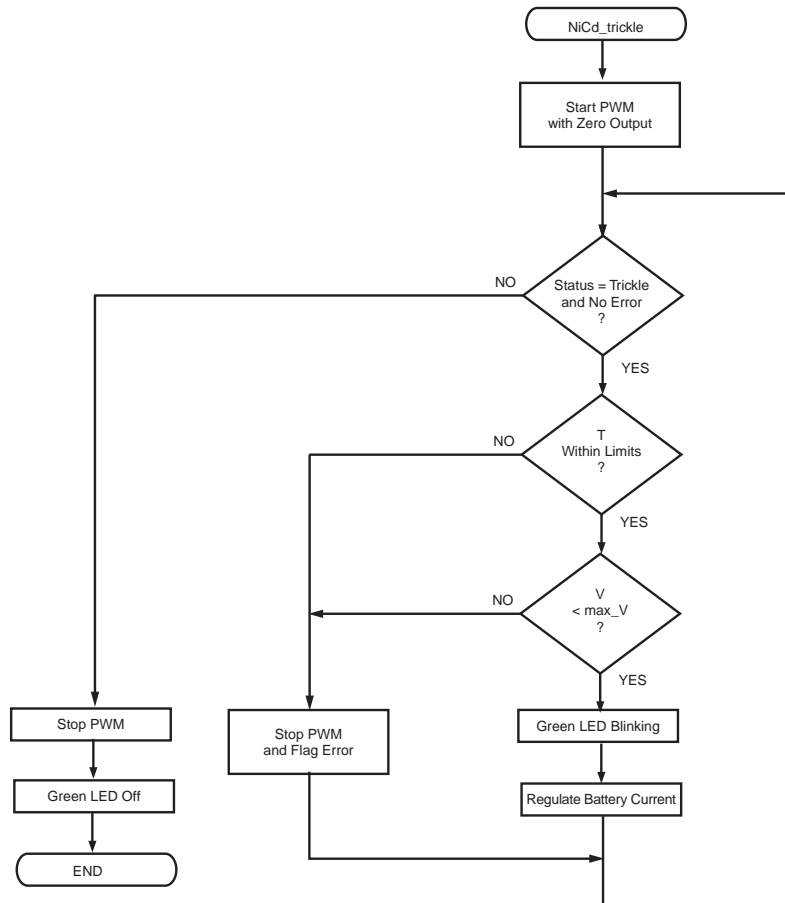 NiCd_trickle
Start PWM
with Zero Output
NO
Status = Trickle
and No Error
?
YES
NO
T
Within Limits
?
YES
NO
V
< max_V
?
YES
Stop PWM
Stop PWM
and Flag Error
Green LED Blinking
Green LED Off
Regulate Battery Current
END